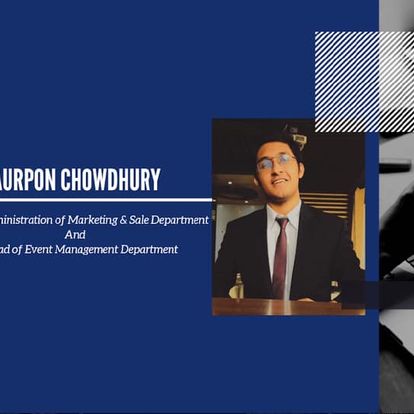 AURPON CHOWDHURY
ministration of Marketing & Sale Department
And
ad of Event Management Department